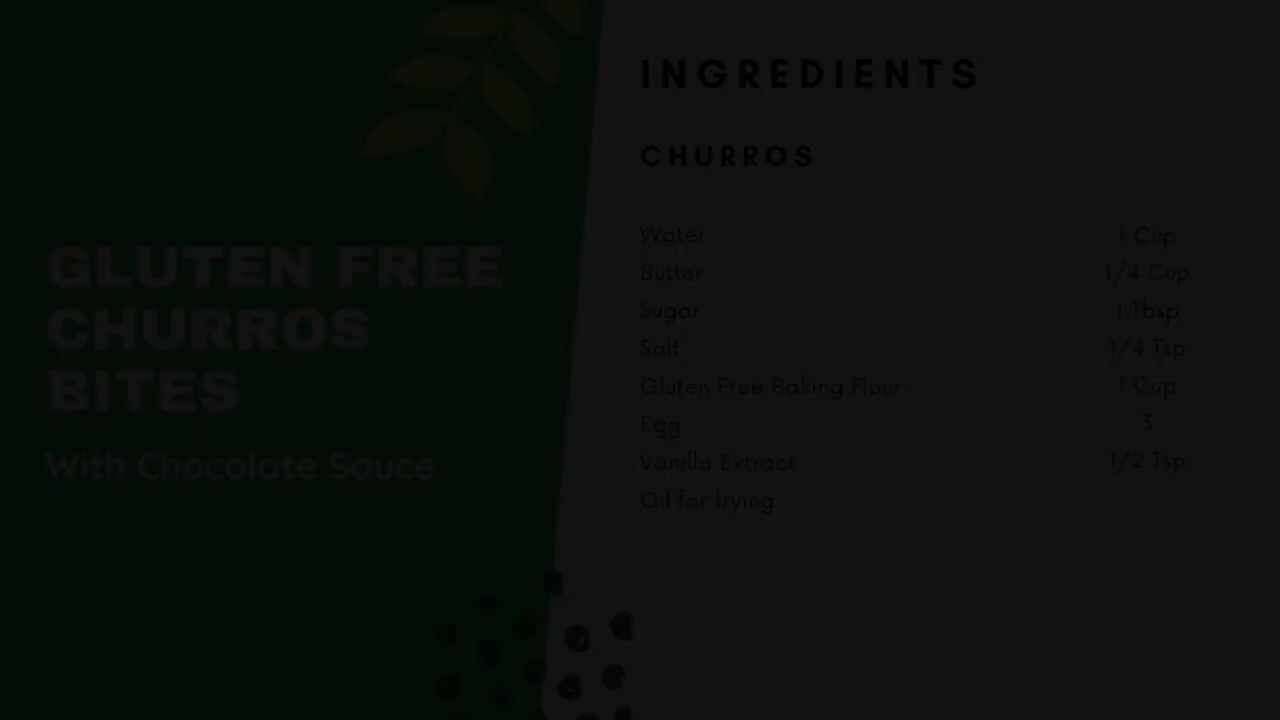 GLUTEN FREE
CHURROS
BITES
With Chocolate Sauce
INGREDIENTS
CHURROS
Water 1 Cup
Butter 1/4 Cup
Sugar 1 Tbsp
Salt 1/4 Tsp
Gluten Free Baking Flour 1 Cup
Egg 3
Vanilla Extract 1/2 Tsp
Oil for frying